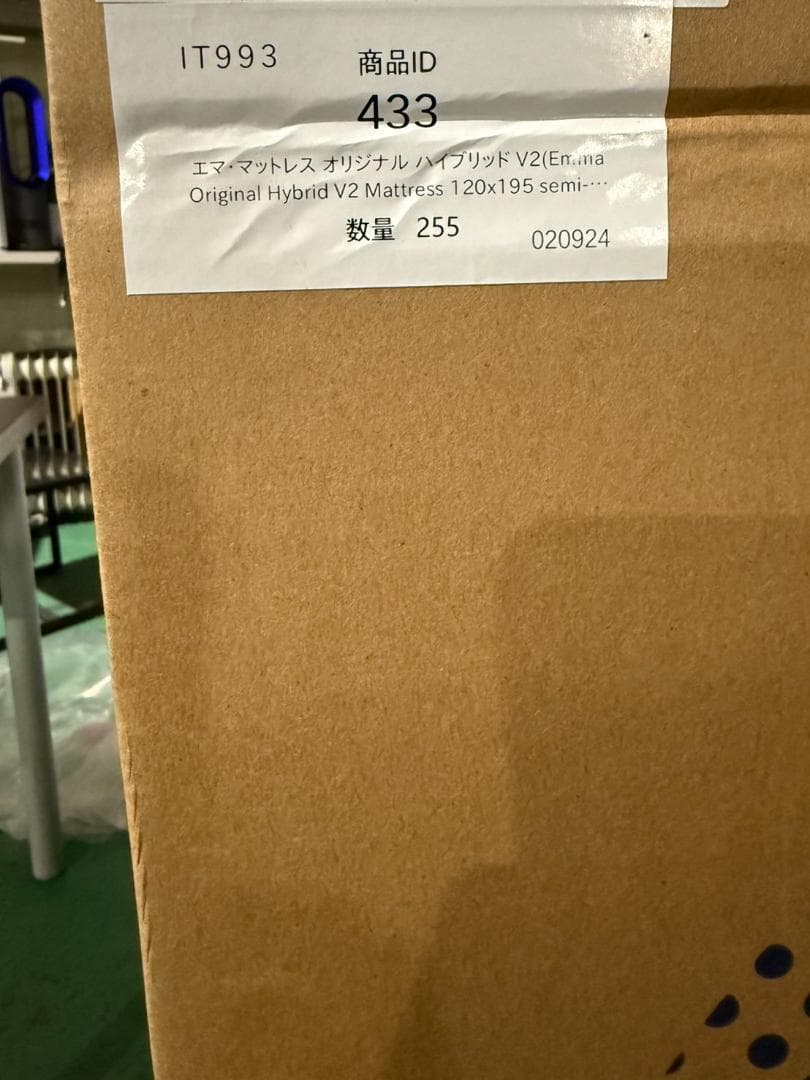 IT993 商品ID
433
エマ・マットレス オリジナル ハイブリッド V2(Emma
Original Hybrid V2 Mattress 120x195 semi-…
数量 255
020924